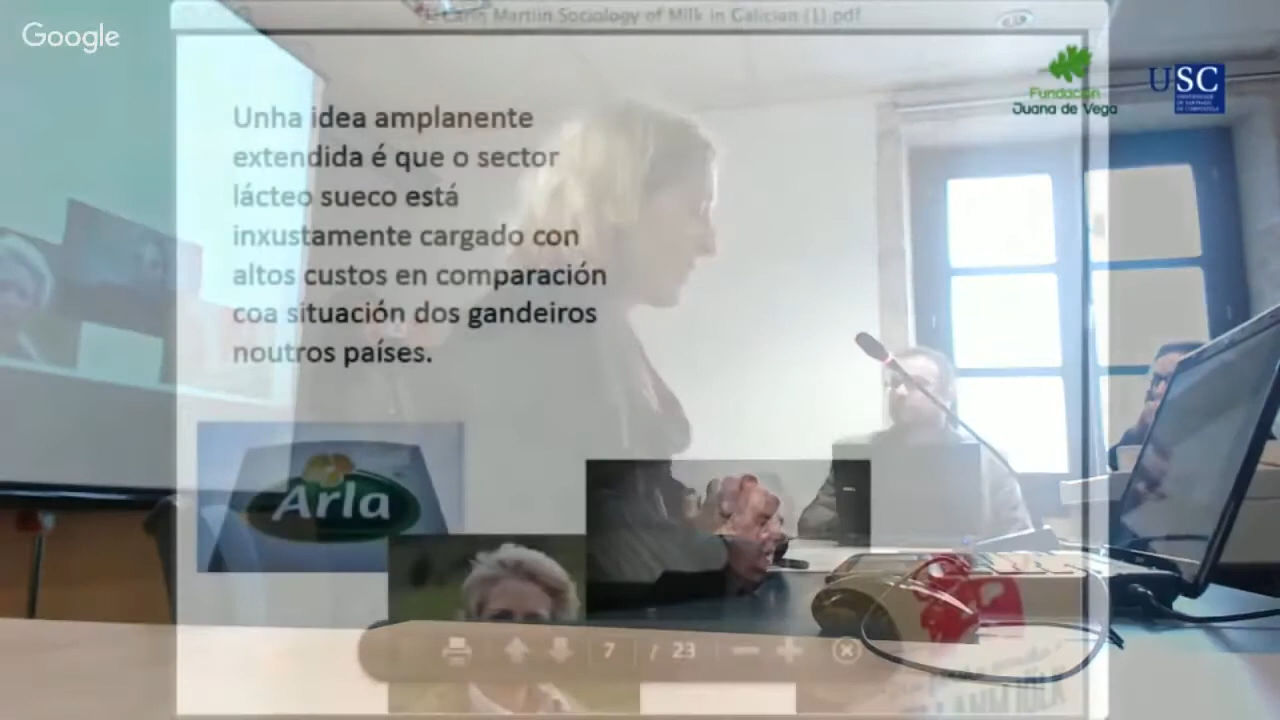 Google
Carin Martiin Sociology of Milk in Galician (1).pdf
Fundación
Juana de Vega
USC
Unha idea amplanente
extendida é que o sector
lácteo sueco está
inxustamente cargado con
altos custos en comparación
coa situación dos gandeiros
noutros países.
Arla
7 / 23